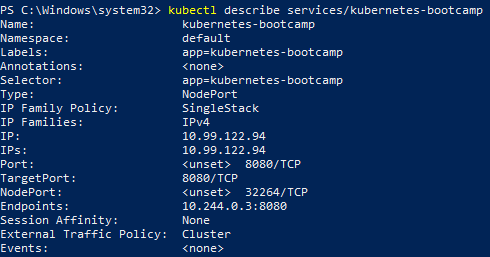 PS C:\Windows\system32> kubectl describe services/kubernetes-bootcamp
Name:                     kubernetes-bootcamp
Namespace:                default
Labels:                   app=kubernetes-bootcamp
Annotations:              <none>
Selector:                 app=kubernetes-bootcamp
Type:                     NodePort
IP Family Policy:         SingleStack
IP Families:              IPv4
IP:                       10.99.122.94
IPs:                      10.99.122.94
Port:                     <unset>  8080/TCP
TargetPort:               8080/TCP
NodePort:                 <unset>  32264/TCP
Endpoints:                10.244.0.3:8080
Session Affinity:         None
External Traffic Policy:  Cluster
Events:                   <none>